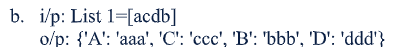 b. i/p: List 1=[acdb]
o/p: {'A': 'aaa', 'C': 'ccc', 'B': 'bbb', 'D': 'ddd'}